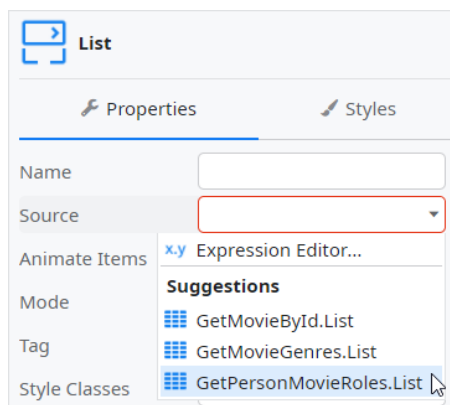 List
Properties
Styles
Name
Source
x.y Expression Editor...
Animate Items
Suggestions
Mode
GetMovieById.List
Tag
GetMovieGenres.List
Style Classes
GetPersonMovieRoles.List